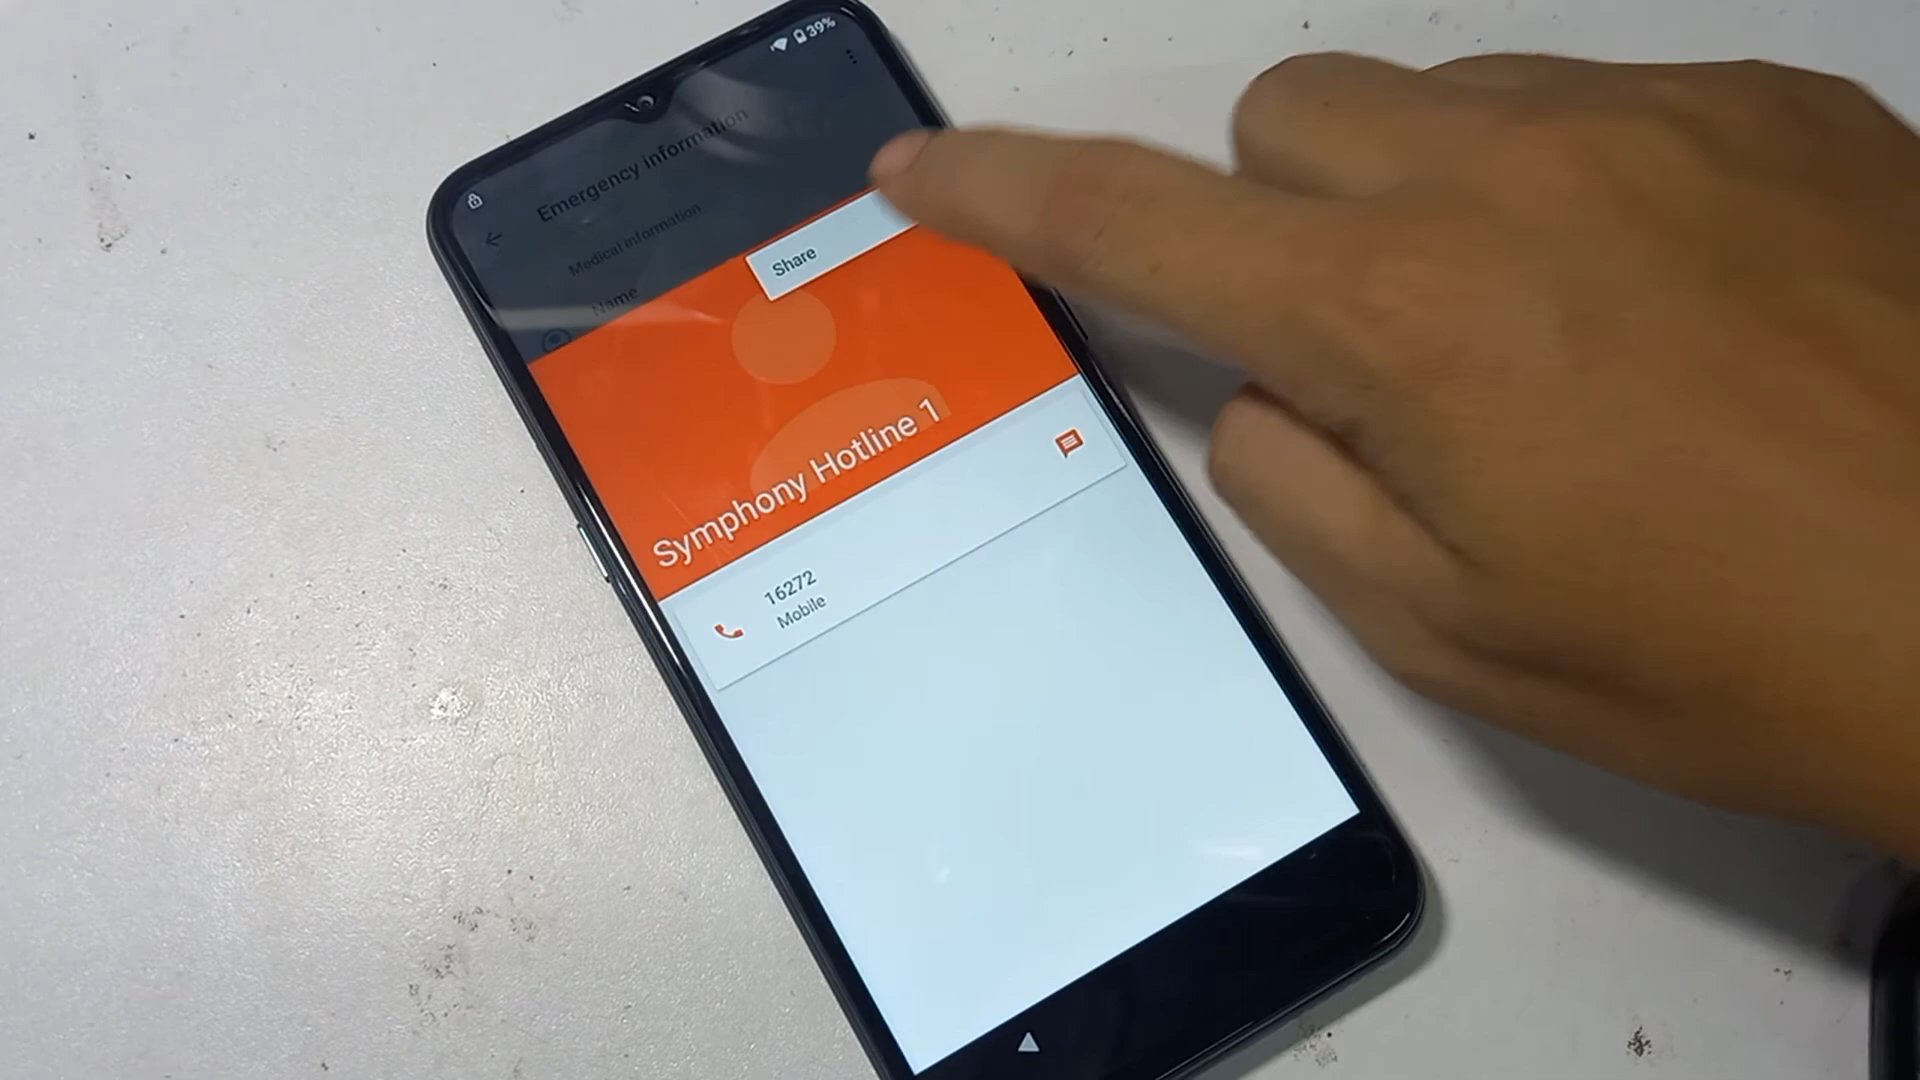 39%
Emergency information
Medical information
Name
Share
Symphony Hotline 1
16272
Mobile